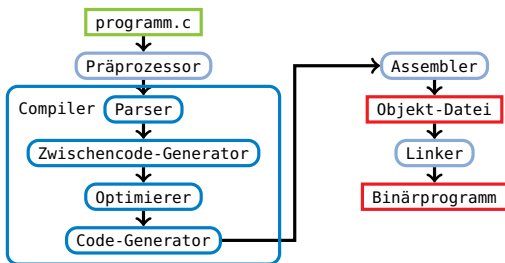 programm.c
Präprozessor
Compiler Parser
Zwischencode-Generator
Optimierer
Code-Generator
Assembler
Objekt-Datei
Linker
Binärprogramm